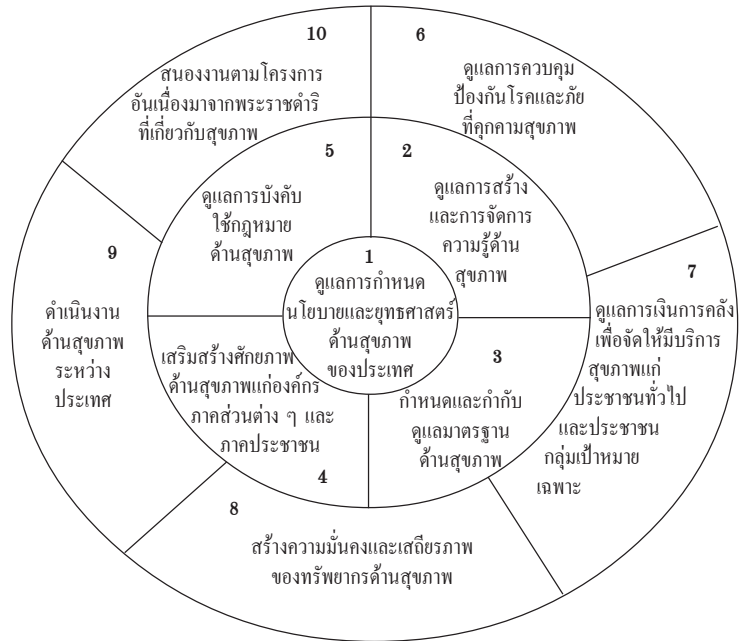 1
ดูแลการกำหนด
นโยบายและยุทธศาสตร์
ด้านสุขภาพ
ของประเทศ
2
ดูแลการสร้าง
และการจัดการ
ความรู้ด้าน
สุขภาพ
3
กำหนดและกำกับ
ดูแลมาตรฐาน
ด้านสุขภาพ
เสริมสร้างศักยภาพ
ด้านสุขภาพแก่องค์กร
ภาคส่วนต่าง ๆ และ
ภาคประชาชน
4
5
ดูแลการบังคับ
ใช้กฎหมาย
ด้านสุขภาพ
6
ดูแลการควบคุม
ป้องกันโรคและภัย
ที่คุกคามสุขภาพ
7
ดูแลการเงินการคลัง
เพื่อจัดให้มีบริการ
สุขภาพแก่
ประชาชนทั่วไป
และประชาชน
กลุ่มเป้าหมาย
เฉพาะ
8
สร้างความมั่นคงและเสถียรภาพ
ของทรัพยากรด้านสุขภาพ
9
ดำเนินงาน
ด้านสุขภาพ
ระหว่าง
ประเทศ
10
สนองงานตามโครงการ
อันเนื่องมาจากพระราชดำริ
ที่เกี่ยวกับสุขภาพ